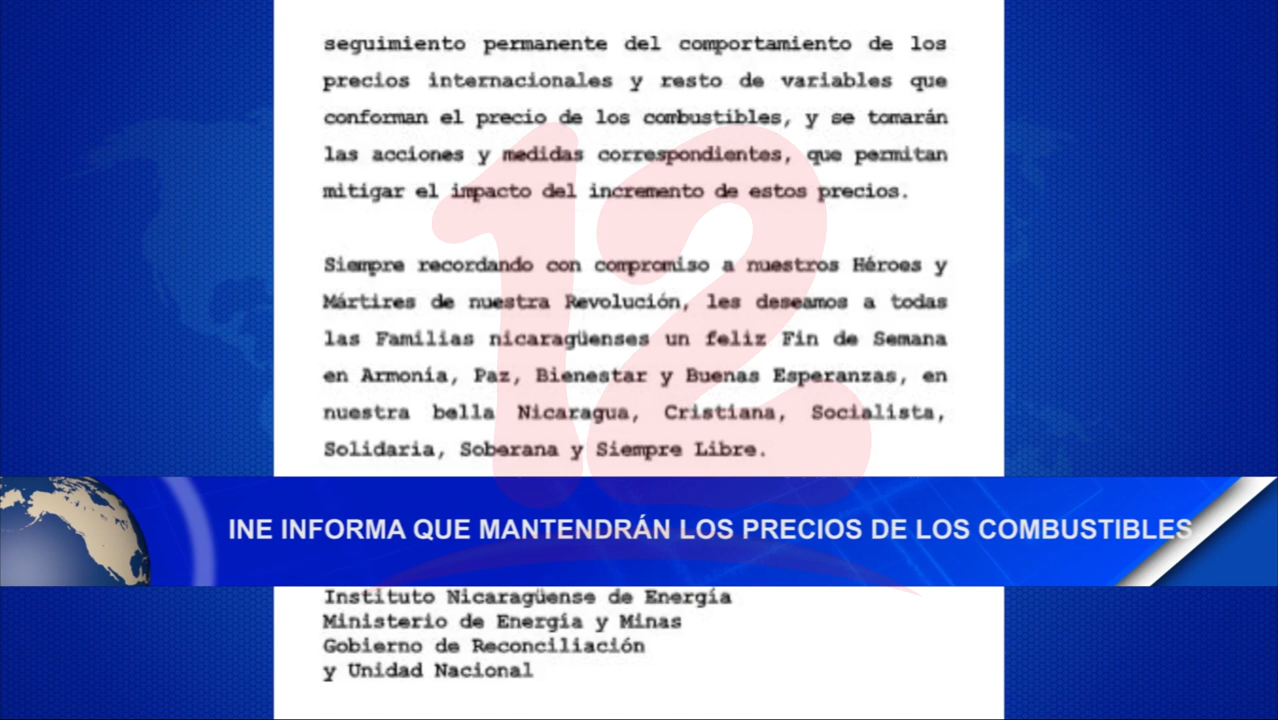 seguimiento permanente del comportamiento de los
precios internacionales y resto de variables que
conforman el precio de los combustibles, y se tomarán
las acciones y medidas correspondientes, que permitan
mitigar el impacto del incremento de estos precios.
Siempre recordando con compromiso a nuestros Héroes y
Mártires de nuestra Revolución, les deseamos a todas
las Familias nicaragüenses un feliz Fin de Semana
en Armonía, Paz, Bienestar y Buenas Esperanzas, en
nuestra bella Nicaragua, Cristiana, Socialista,
Solidaria, Soberana y Siempre Libre.
12
INE INFORMA QUE MANTENDRÁN LOS PRECIOS DE LOS COMBUSTIBLES
Instituto Nicaragüense de Energía
Ministerio de Energía y Minas
Gobierno de Reconciliación
y Unidad Nacional